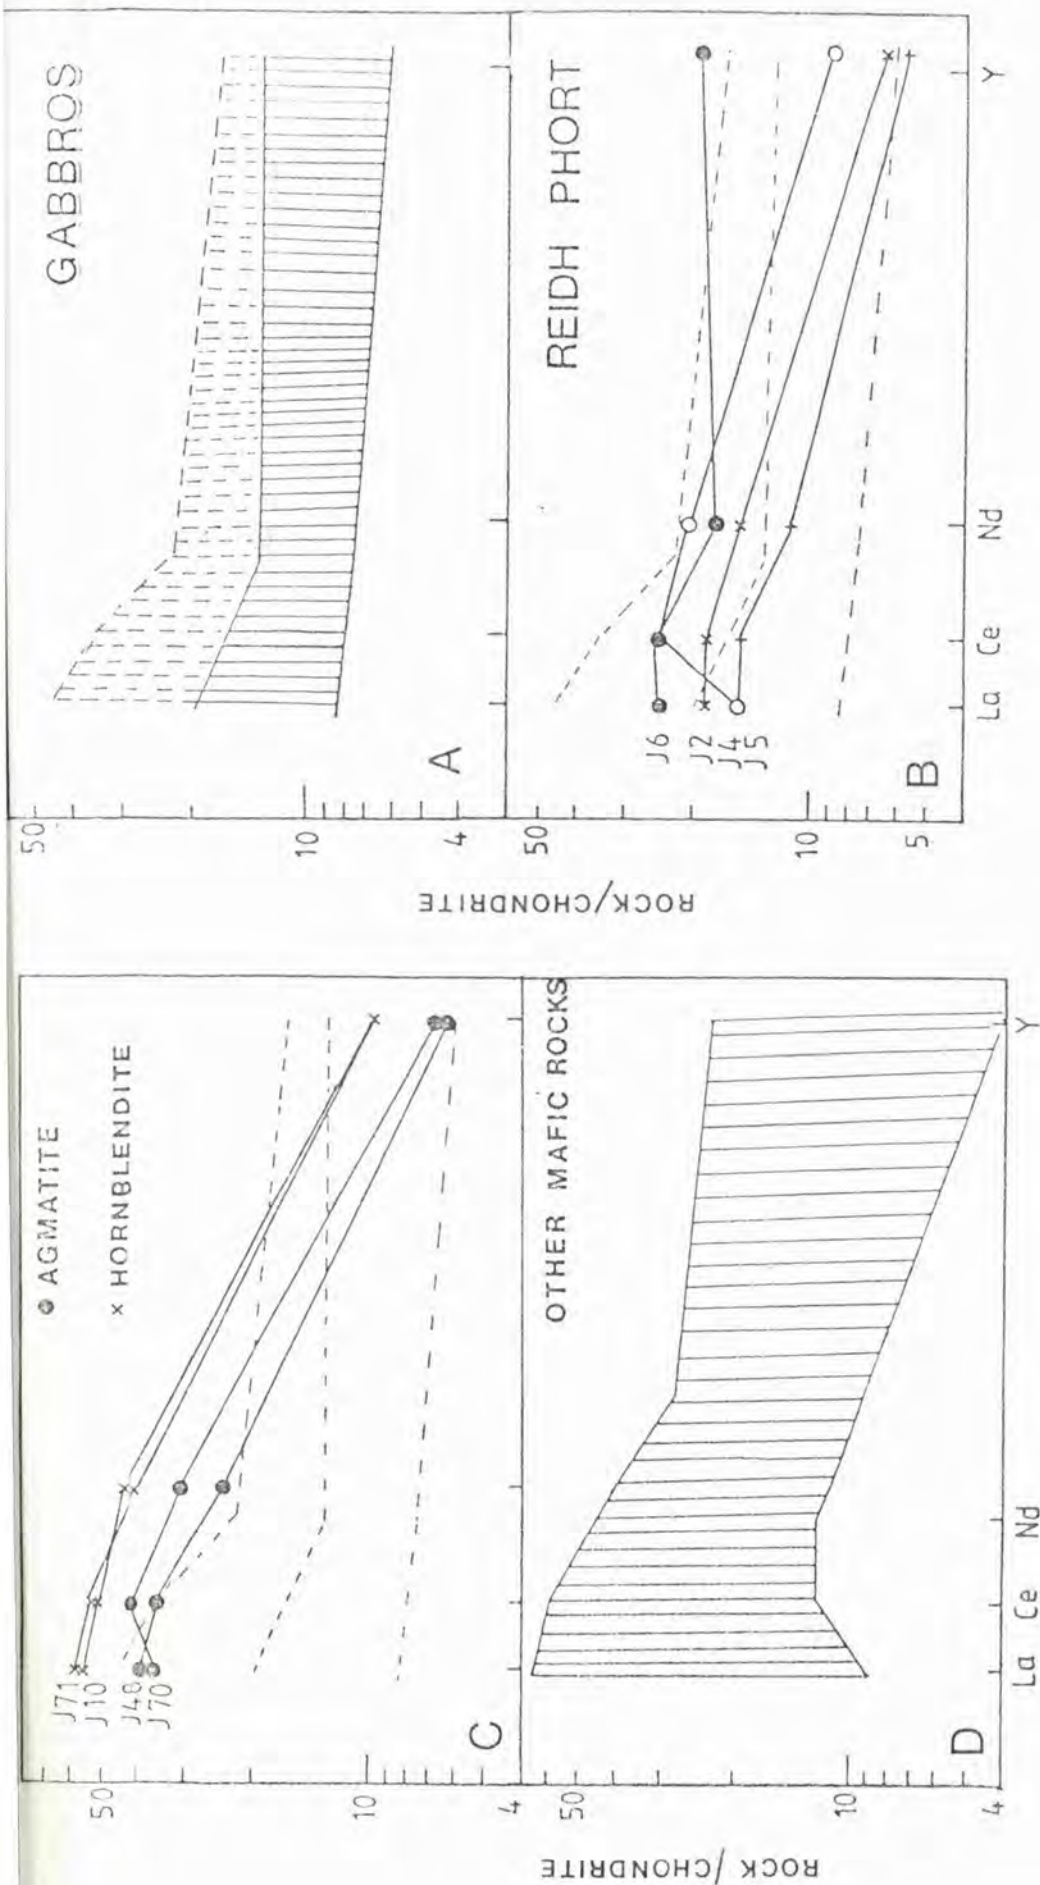 GABBROS
A
50
10
4
REIDH PHORT
J6
J2
J4
J5
B
50
10
5
La Ce Nd Y
ROCK/CHONDRITE
AGMATITE
× HORNBLENDITE
J71
J10
J48
J70
C
50
10
4
OTHER MAFIC ROCKS
D
50
10
4
La Ce Nd Y
ROCK / CHONDRITE